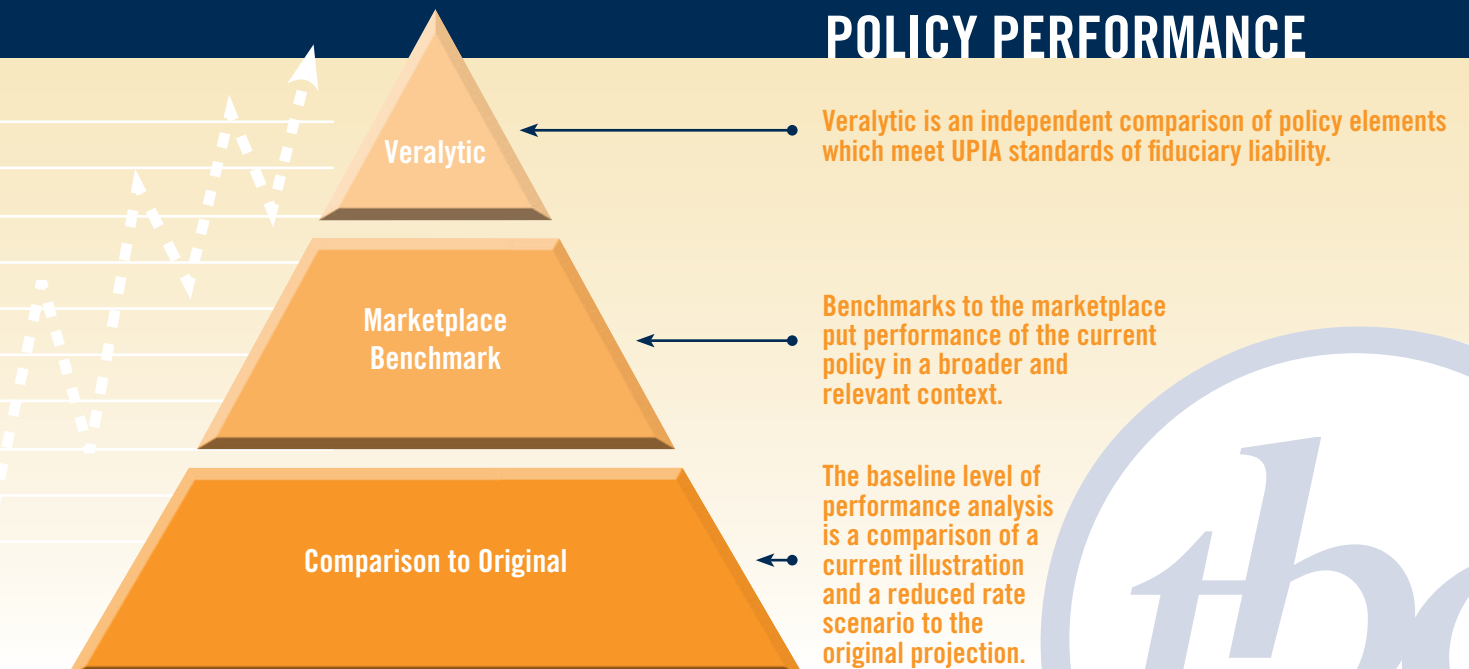 POLICY PERFORMANCE
Veralytic
Veralytic is an independent comparison of policy elements
which meet UPIA standards of fiduciary liability.
Marketplace
Benchmark
Benchmarks to the marketplace
put performance of the current
policy in a broader and
relevant context.
Comparison to Original
The baseline level of
performance analysis
is a comparison of a
current illustration
and a reduced rate
scenario to the
original projection.